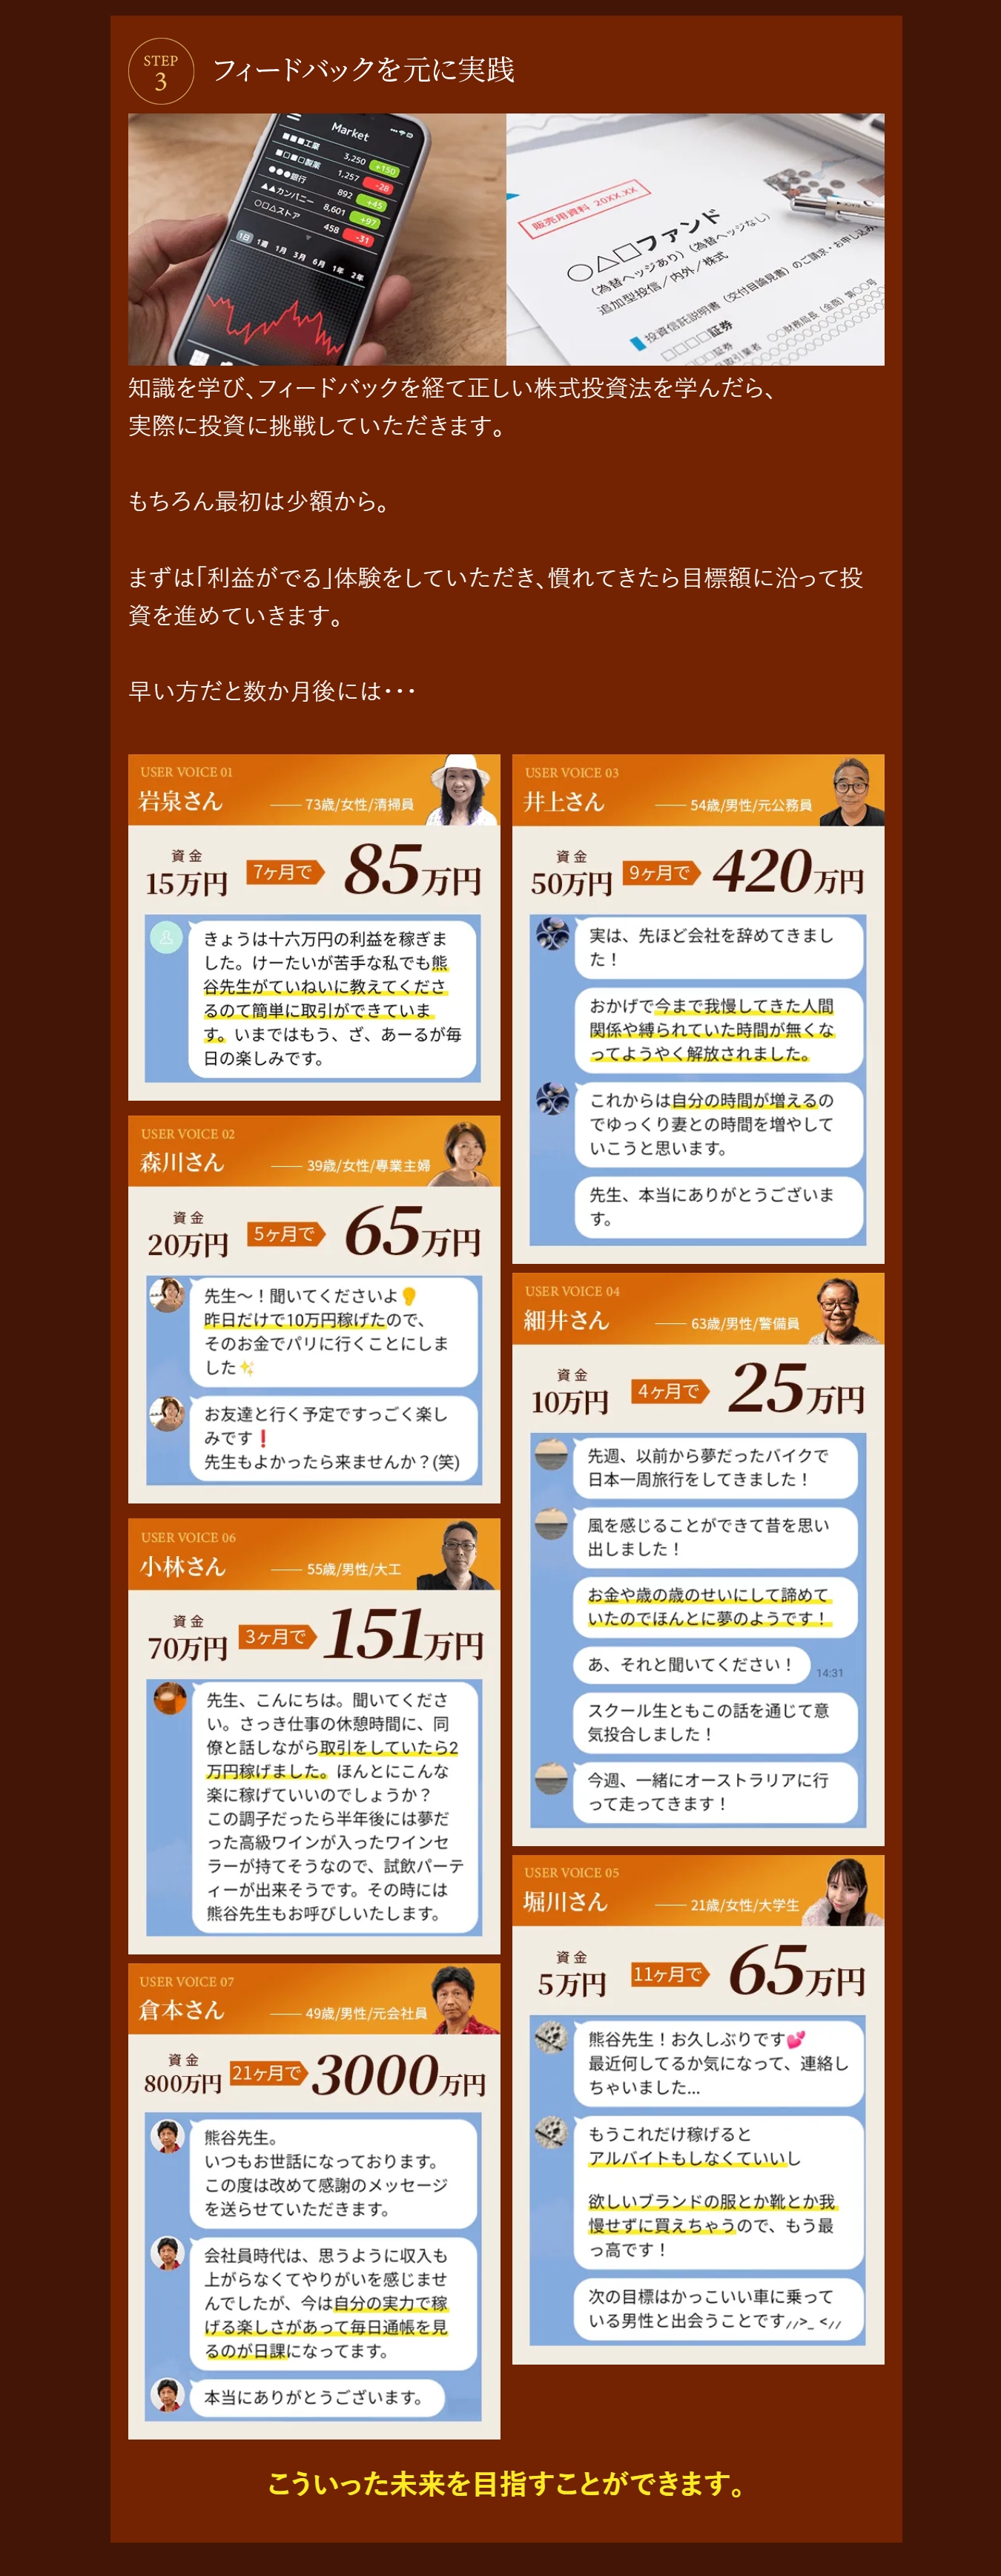 STEP
3
フィードバックを元に実践
Market
■■■工業 3,250 +150
■□■□製薬 1,257 -28
●●●銀行 892 +45
▲▲カンパニー 8,601 +97
○□△ストア 458 -31
1日 1週 1月 3月 6月 1年 2年
販売用資料 20XX.XX
○△□ファンド
(為替ヘッジあり)(為替ヘッジなし)
追加型投信/内外/株式
投資信託説明書(交付目論見書)のご請求・お申し込み
□□□□証券
知識を学び、フィードバックを経て正しい株式投資法を学んだら、
実際に投資に挑戦していただきます。
もちろん最初は少額から。
まずは「利益がでる」体験をしていただき、慣れてきたら目標額に沿って投
資を進めていきます。
早い方だと数か月後には・・・
USER VOICE 01
岩泉さん
73歳/女性/清掃員
資金
15万円
7ヶ月で
85万円
きょうは十六万円の利益を稼ぎま
した。けーたいが苦手な私でも熊
谷先生がていねいに教えてくださ
るのて簡単に取引ができていま
す。いまではもう、ざ、あーるが毎
日の楽しみです。
USER VOICE 02
森川さん
39歳/女性/専業主婦
資金
20万円
5ヶ月で
65万円
先生〜！聞いてくださいよ👂
昨日だけで10万円稼げたので、
そのお金でパリに行くことにしま
した✨
お友達と行く予定ですっごく楽し
みです❗
先生もよかったら来ませんか？(笑)
USER VOICE 06
小林さん
55歳/男性/大工
資金
70万円
3ヶ月で
151万円
先生、こんにちは。聞いてくださ
い。さっき仕事の休憩時間に、同
僚と話しながら取引をしていたら2
万円稼げました。ほんとにこんな
楽に稼げていいのでしょうか？
この調子だったら半年後には夢だ
った高級ワインが入ったワインセ
ラーが持てそうなので、試飲パーテ
ィーが出来そうです。その時には
熊谷先生もお呼びしいたします。
USER VOICE 07
倉本さん
49歳/男性/元会社員
資金
800万円
21ヶ月で
3000万円
熊谷先生。
いつもお世話になっております。
この度は改めて感謝のメッセージ
を送らせていただきます。
会社員時代は、思うように収入も
上がらなくてやりがいを感じませ
んでしたが、今は自分の実力で稼
げる楽しさがあって毎日通帳を見
るのが日課になってます。
本当にありがとうございます。
USER VOICE 03
井上さん
54歳/男性/元公務員
資金
50万円
9ヶ月で
420万円
実は、先ほど会社を辞めてきまし
た！
おかげで今まで我慢してきた人間
関係や縛られていた時間が無くな
ってようやく解放されました。
これからは自分の時間が増えるの
でゆっくり妻との時間を増やして
いこうと思います。
先生、本当にありがとうございま
す。
USER VOICE 04
細井さん
63歳/男性/警備員
資金
10万円
4ヶ月で
25万円
先週、以前から夢だったバイクで
日本一周旅行をしてきました！
風を感じることができて昔を思い
出しました！
お金や歳の歳のせいにして諦めて
いたのでほんとに夢のようです！
あ、それと聞いてください！
14:31
スクール生ともこの話を通じて意
気投合しました！
今週、一緒にオーストラリアに行
って走ってきます！
USER VOICE 05
堀川さん
21歳/女性/大学生
資金
5万円
11ヶ月で
65万円
熊谷先生！お久しぶりです💕
最近何してるか気になって、連絡し
ちゃいました...
もうこれだけ稼げると
アルバイトもしなくていいし
欲しいブランドの服とか靴とか我
慢せずに買えちゃうので、もう最
っ高です！
次の目標はかっこいい車に乗って
いる男性と出会うことです⸝⸝>_ <⸝⸝
こういった未来を目指すことができます。